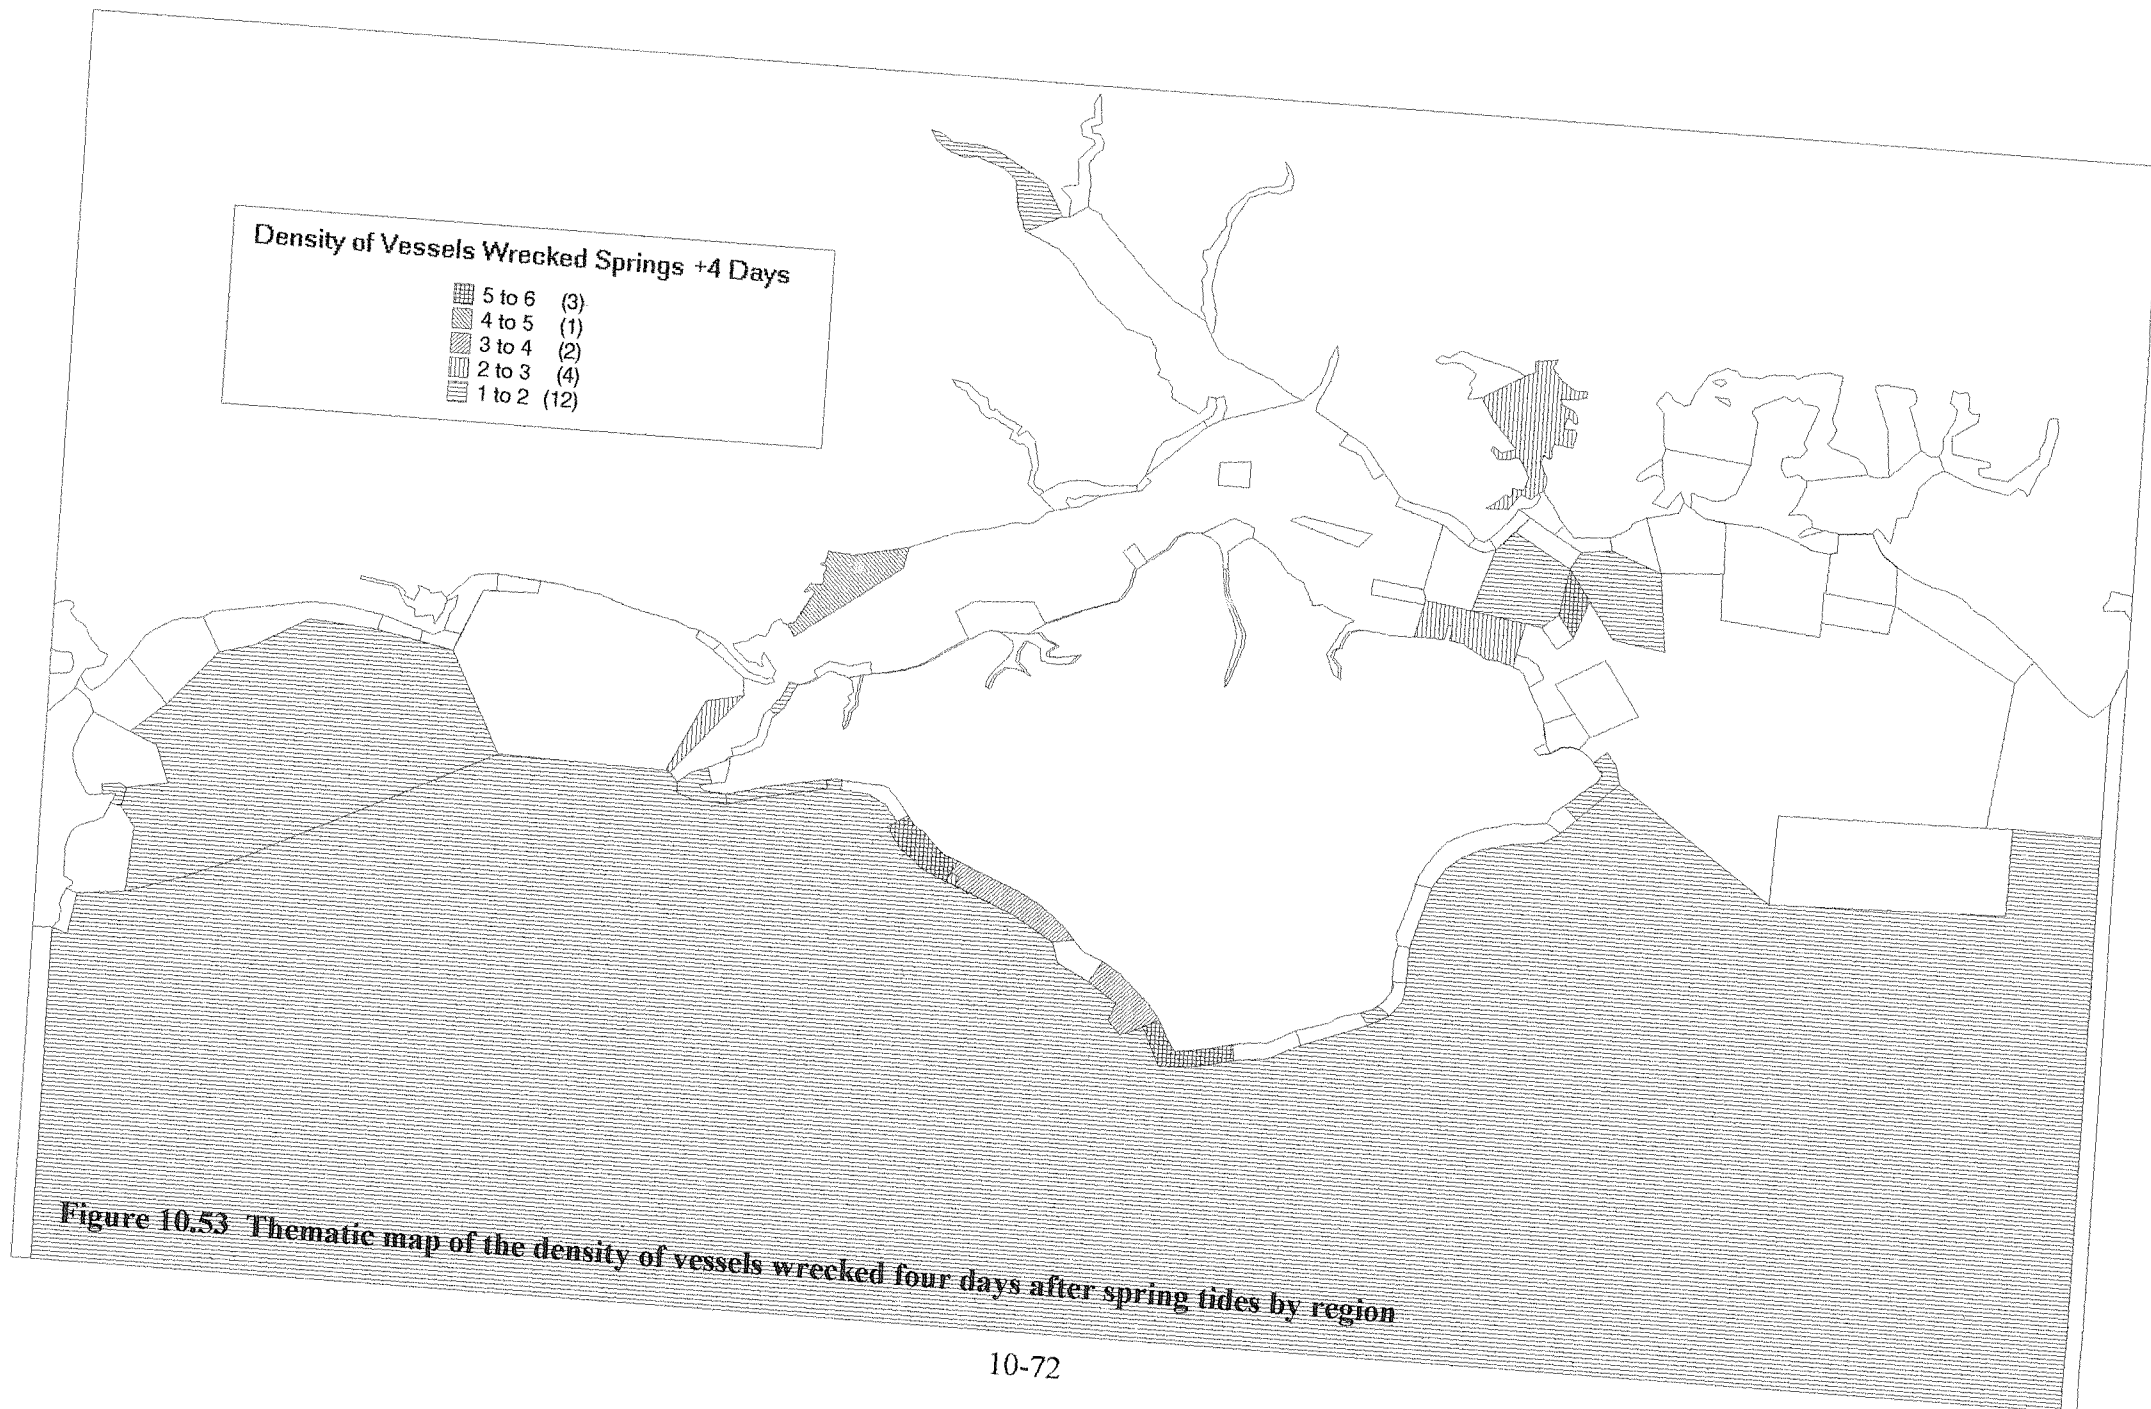 Density of Vessels Wrecked Springs +4 Days
5 to 6 (3)
4 to 5 (1)
3 to 4 (2)
2 to 3 (4)
1 to 2 (12)
Figure 10.53 Thematic map of the density of vessels wrecked four days after spring tides by region
10-72